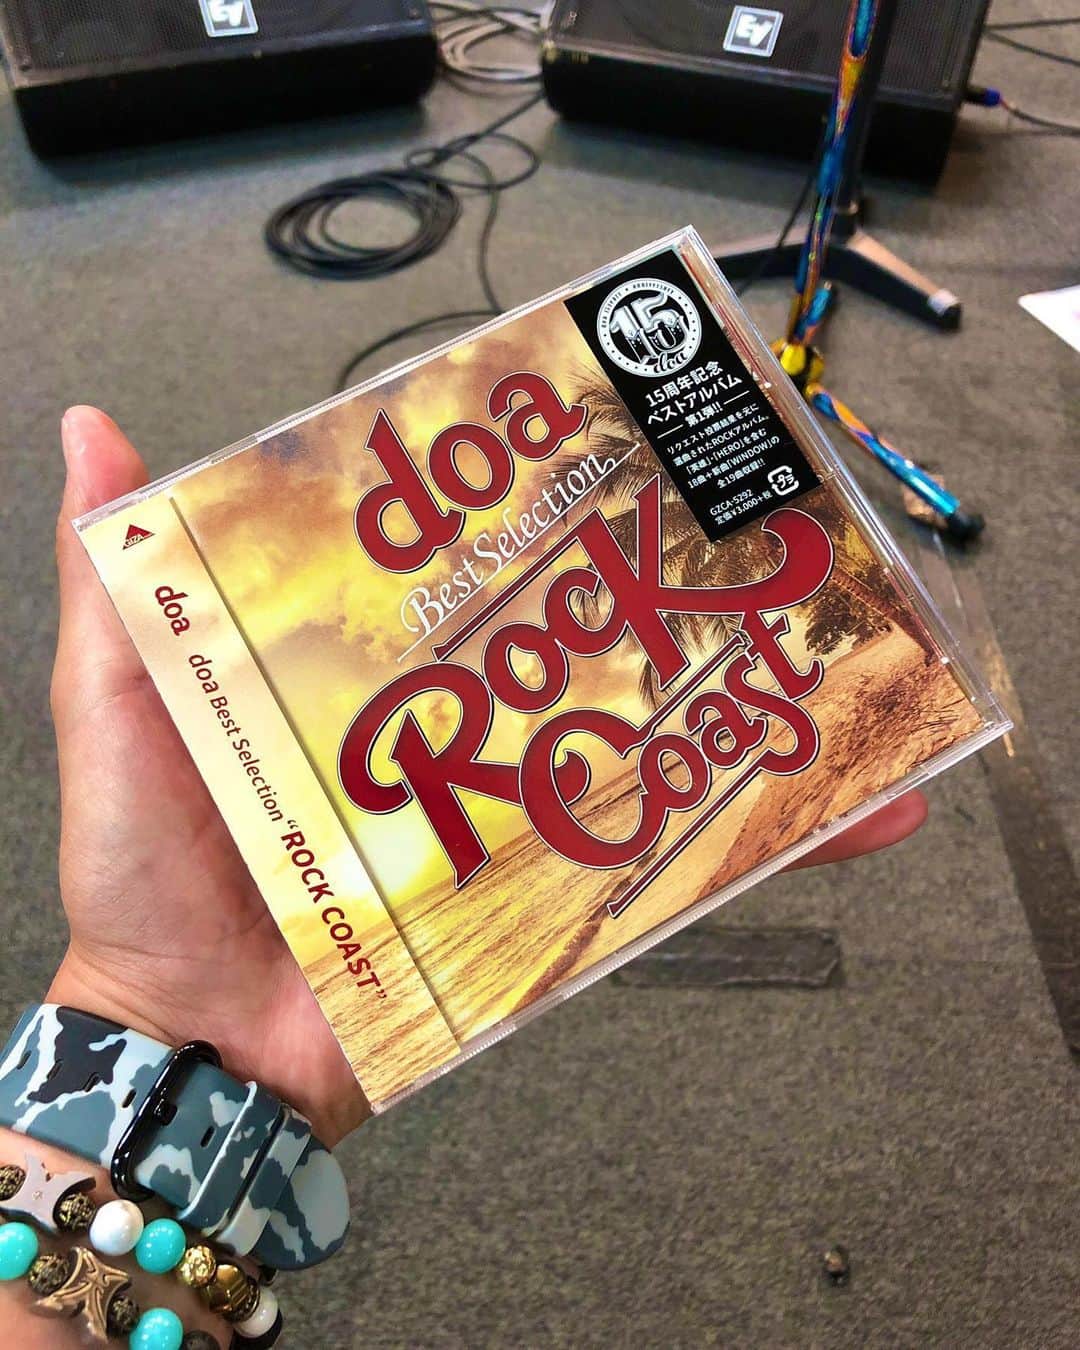 EV
EV
doa
Best Selection
Rock
Coast
15th
doa
15周年記念
ベストアルバム
第1弾!!
リクエスト投票結果を元に
選曲されたROCKアルバム。
「英雄」「HERO」を含む
18曲+新曲「WINDOW」の
全19曲収録!!
GZCA-5292
定価¥3,000+税
GIZA
doa doa Best Selection “ROCK COAST”